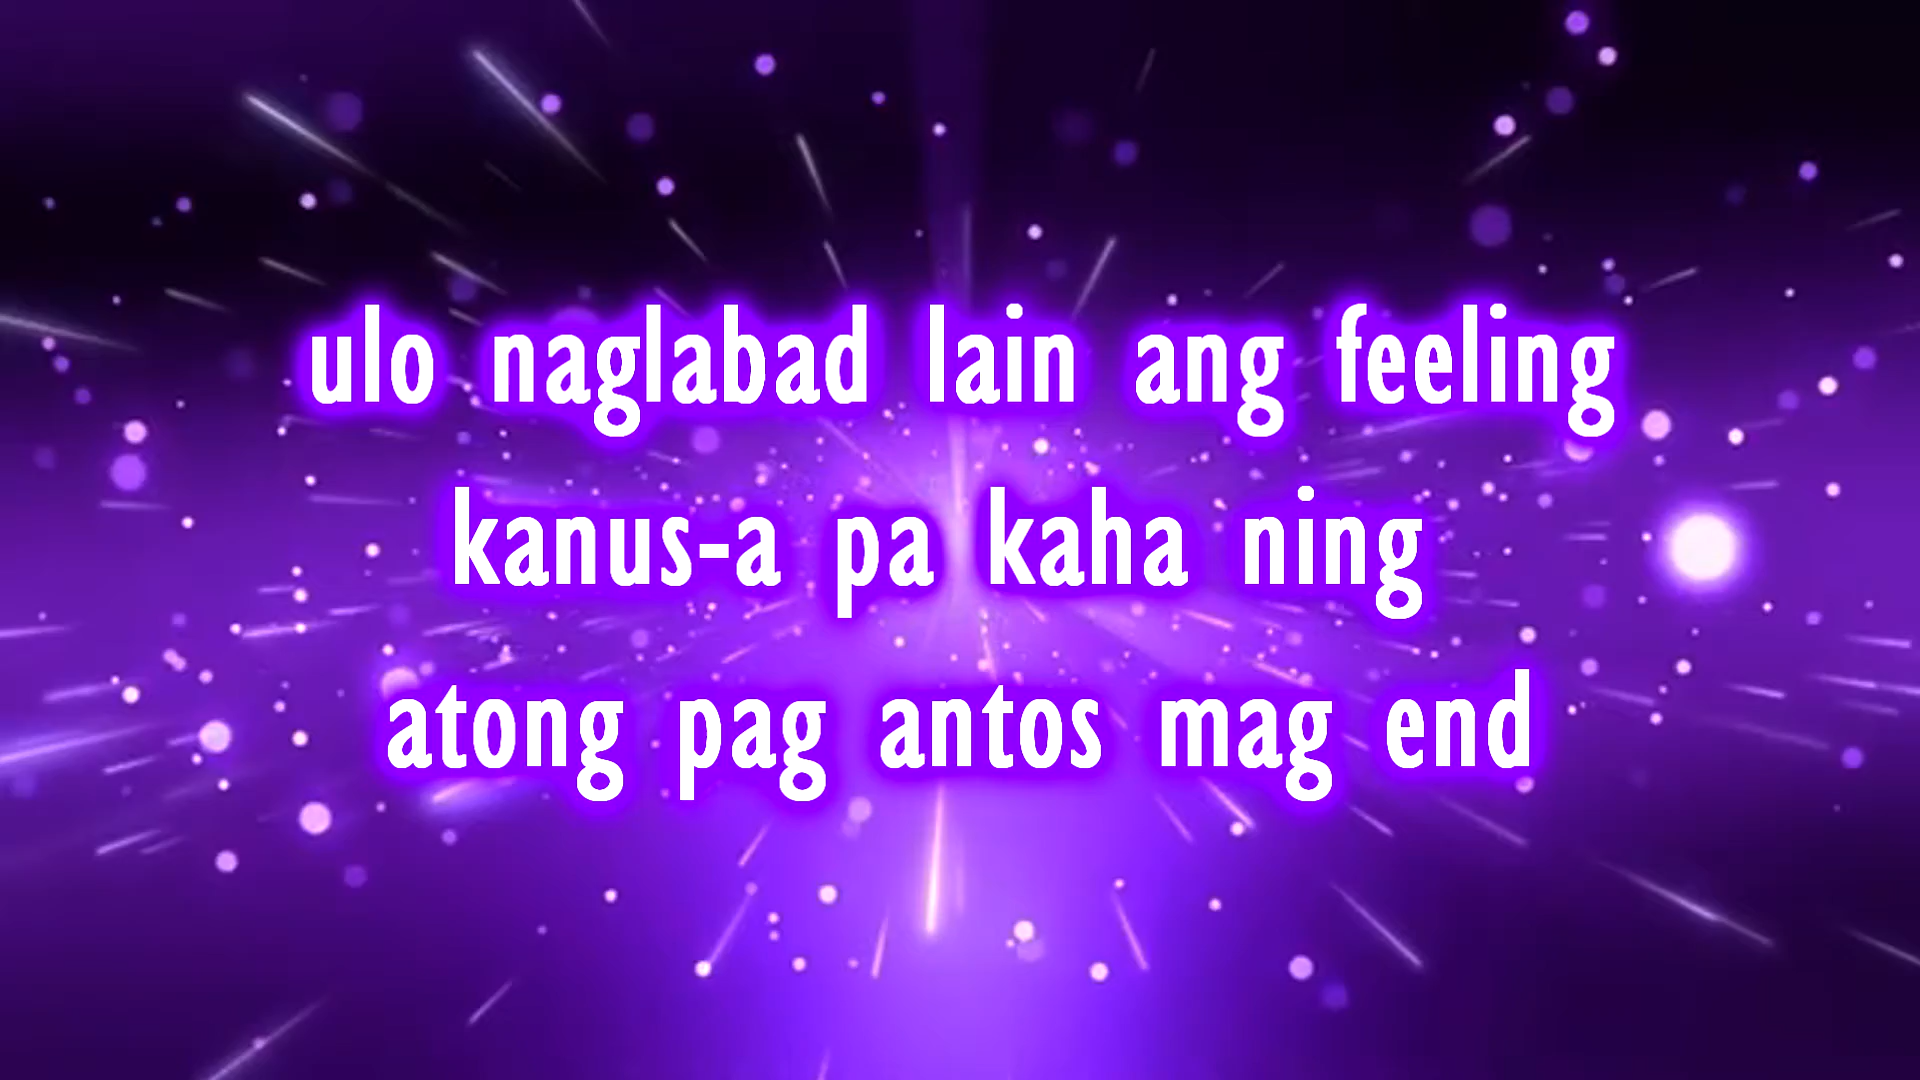 ulo naglabad lain ang feeling
kanus-a pa kaha ning
atong pag antos mag end